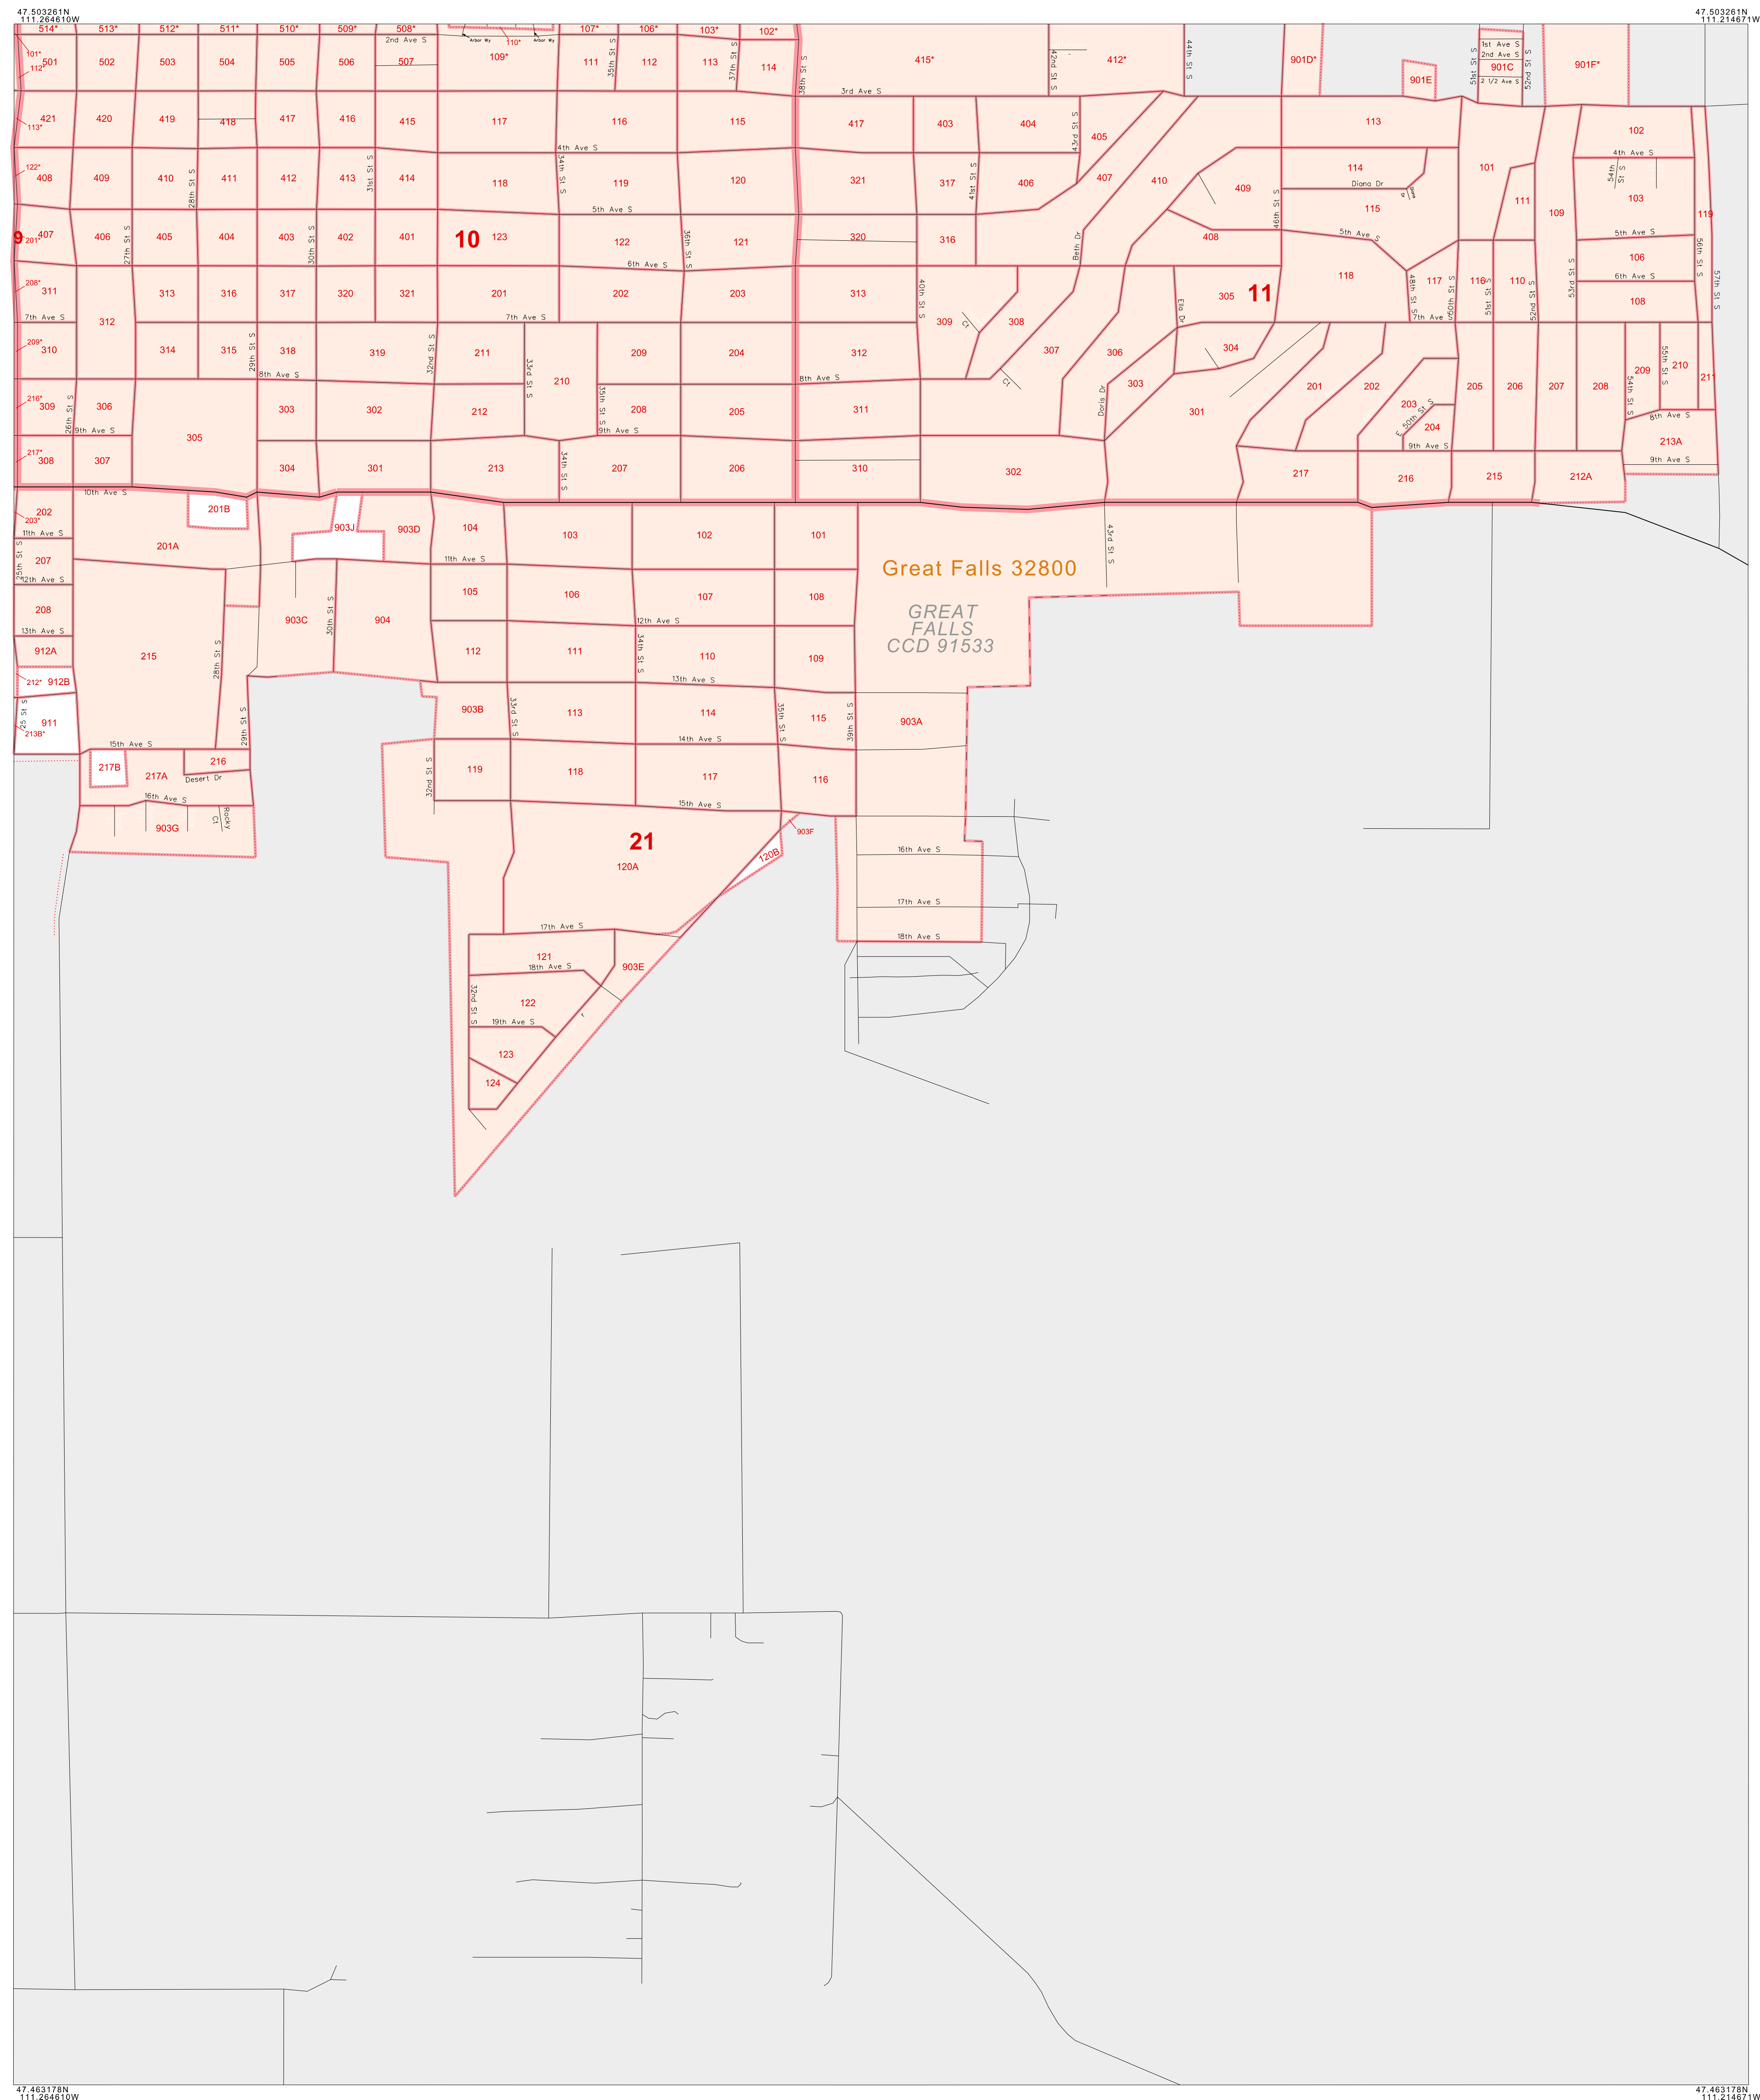 47.503261N
111.264610W
47.503261N
111.214671W
514*
513*
512*
511*
510*
509*
508*
110*
107*
106*
103*
102*
2nd Ave S
Arbor Wy
Arbor Wy
101*
112*
501
502
503
504
505
506
507
109*
111
35th St S
112
113
37th St S
114
38th St S
415*
42nd St S
412*
44th St S
901D*
901E
51st St S
1st Ave S
2nd Ave S
901C
2 1/2 Ave S
52nd St S
901F*
3rd Ave S
113*
421
420
419
418
417
416
415
117
116
115
417
403
404
43rd St S
405
113
102
4th Ave S
4th Ave S
122*
408
409
410
28th St S
411
412
413
31st St S
414
118
34th St S
119
120
321
317
41st St S
406
407
410
409
46th St S
114
Diana Dr
101
111
109
54th St S
103
119
5th Ave S
115
5th Ave S
5th Ave S
9
201*
407
406
27th St S
405
404
403
30th St S
402
401
10
123
122
36th St S
121
320
316
Beth Dr
408
118
106
56th St S
57th St S
6th Ave S
6th Ave S
208*
311
312
313
316
317
320
321
201
202
203
313
40th St S
309
Ct
308
Ella Dr
305
11
48th St S
117
50th St S
116
51st St S
110
52nd St S
53rd St S
108
7th Ave S
7th Ave S
7th Ave S
209*
310
314
315
29th St S
318
319
32nd St S
211
33rd St S
210
209
204
312
307
306
304
201
202
205
206
207
208
209
54th St S
55th St S
210
211
8th Ave S
8th Ave S
Ct
Doris Dr
303
216*
309
26th St S
306
305
303
302
212
35th St S
208
205
311
301
203
E 50th St S
204
8th Ave S
9th Ave S
9th Ave S
9th Ave S
213A
9th Ave S
217*
308
307
304
301
213
34th St S
207
206
310
302
217
216
215
212A
10th Ave S
202
203*
201B
201A
903J
903D
104
103
102
101
43rd St S
11th Ave S
11th Ave S
Great Falls 32800
25th St S
207
12th Ave S
105
106
107
108
GREAT
FALLS
CCD 91533
208
13th Ave S
903C
30th St S
904
12th Ave S
912A
215
28th St S
112
111
34th St S
110
109
212*
912B
13th Ave S
25 St S
911
213B*
29th St S
903B
33rd St S
113
114
35th St S
115
39th St S
903A
15th Ave S
14th Ave S
217B
217A
216
Desert Dr
32nd St S
119
118
117
116
16th Ave S
15th Ave S
903G
Rocky Ct
21
903F
120A
120B
16th Ave S
17th Ave S
17th Ave S
18th Ave S
121
18th Ave S
903E
32nd St S
122
19th Ave S
123
124
47.463178N
111.264610W
47.463178N
111.214671W